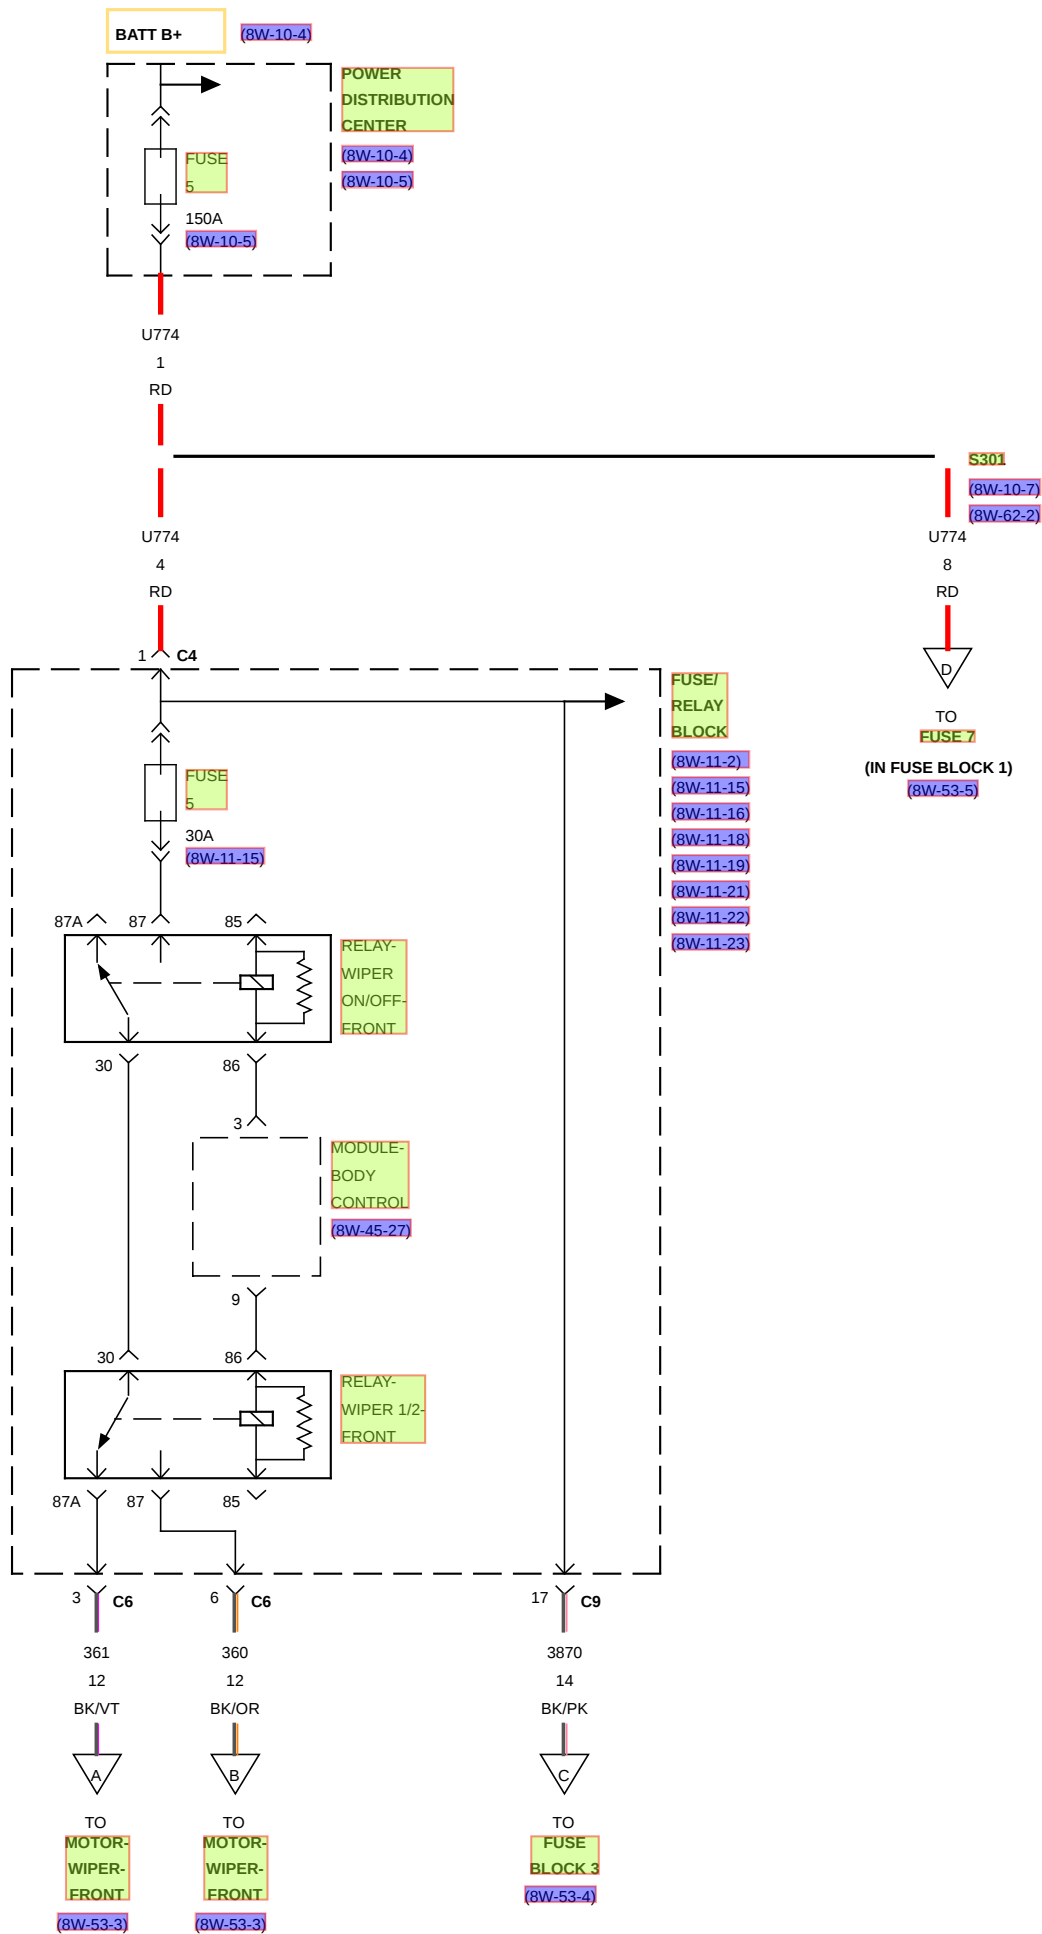 BATT B+
(8W-10-4)
POWER
DISTRIBUTION
CENTER
(8W-10-4)
(8W-10-5)
FUSE
5
150A
(8W-10-5)
U774
1
RD
S301
(8W-10-7)
(8W-62-2)
U774
4
RD
U774
8
RD
1
C4
D
TO
FUSE 7
(IN FUSE BLOCK 1)
(8W-53-5)
FUSE/
RELAY
BLOCK
(8W-11-2)
(8W-11-15)
(8W-11-16)
(8W-11-18)
(8W-11-19)
(8W-11-21)
(8W-11-22)
(8W-11-23)
FUSE
5
30A
(8W-11-15)
87A
87
85
RELAY-
WIPER
ON/OFF-
FRONT
30
86
3
MODULE-
BODY
CONTROL
(8W-45-27)
9
30
86
RELAY-
WIPER 1/2-
FRONT
87A
87
85
3
C6
6
C6
17
C9
361
12
BK/VT
360
12
BK/OR
3870
14
BK/PK
A
B
C
TO
MOTOR-
WIPER-
FRONT
(8W-53-3)
TO
MOTOR-
WIPER-
FRONT
(8W-53-3)
TO
FUSE
BLOCK 3
(8W-53-4)